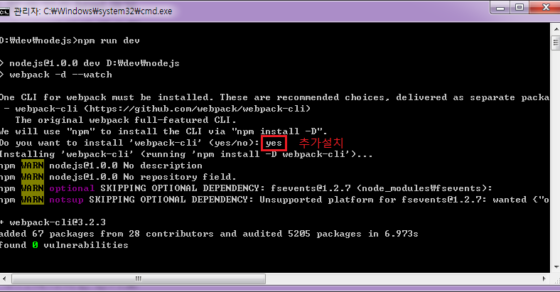 관리자: C:\Windows\system32\cmd.exe
D:\dev\nodejs>npm run dev
> nodejs@1.0.0 dev D:\dev\nodejs
> webpack -d --watch
One CLI for webpack must be installed. These are recommended choices, delivered as separate packa
- webpack-cli (https://github.com/webpack/webpack-cli)
The original webpack full-featured CLI.
We will use "npm" to install the CLI via "npm install -D".
Do you want to install 'webpack-cli' (yes/no): yes 추가설치
Installing 'webpack-cli' (running 'npm install -D webpack-cli')...
npm WARN nodejs@1.0.0 No description
npm WARN nodejs@1.0.0 No repository field.
npm WARN optional SKIPPING OPTIONAL DEPENDENCY: fsevents@1.2.7 (node_modules\fsevents):
npm WARN notsup SKIPPING OPTIONAL DEPENDENCY: Unsupported platform for fsevents@1.2.7: wanted {"o
+ webpack-cli@3.2.3
added 67 packages from 28 contributors and audited 5205 packages in 6.973s
found 0 vulnerabilities